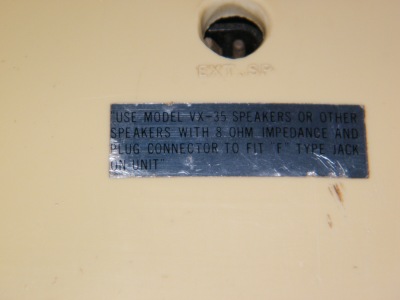 EXT. SP
"USE MODEL VX-35 SPEAKERS OR OTHER
SPEAKERS WITH 8 OHM IMPEDANCE AND
PLUG CONNECTOR TO FIT "F" TYPE JACK
ON UNIT"